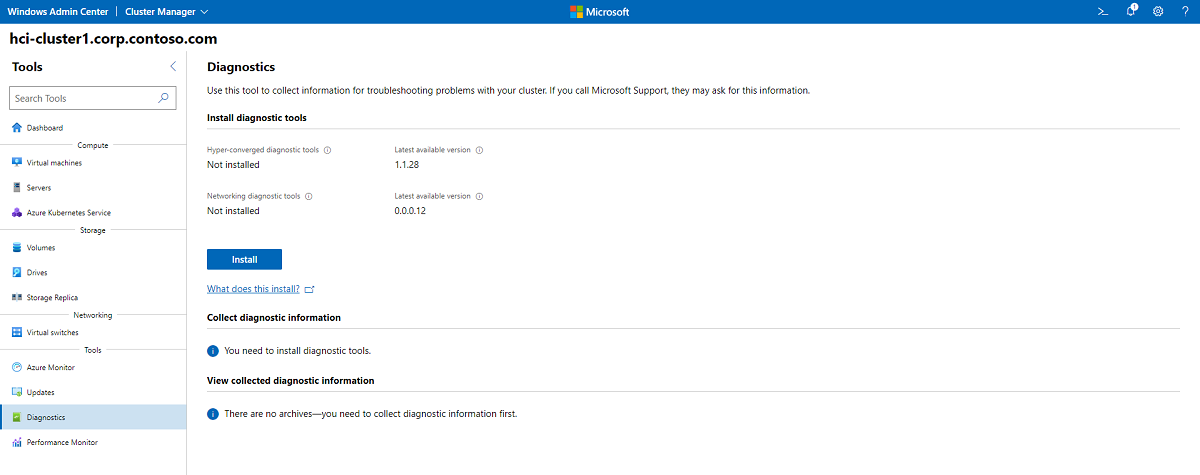 Windows Admin Center | Cluster Manager
Microsoft
>_
1
?
hci-cluster1.corp.contoso.com
Tools
Search Tools
Dashboard
Compute
Virtual machines
Servers
Azure Kubernetes Service
Storage
Volumes
Drives
Storage Replica
Networking
Virtual switches
Tools
Azure Monitor
Updates
Diagnostics
Performance Monitor
Diagnostics
Use this tool to collect information for troubleshooting problems with your cluster. If you call Microsoft Support, they may ask for this information.
Install diagnostic tools
Hyper-converged diagnostic tools
Latest available version
Not installed
1.1.28
Networking diagnostic tools
Latest available version
Not installed
0.0.0.12
Install
What does this install?
Collect diagnostic information
You need to install diagnostic tools.
View collected diagnostic information
There are no archives—you need to collect diagnostic information first.